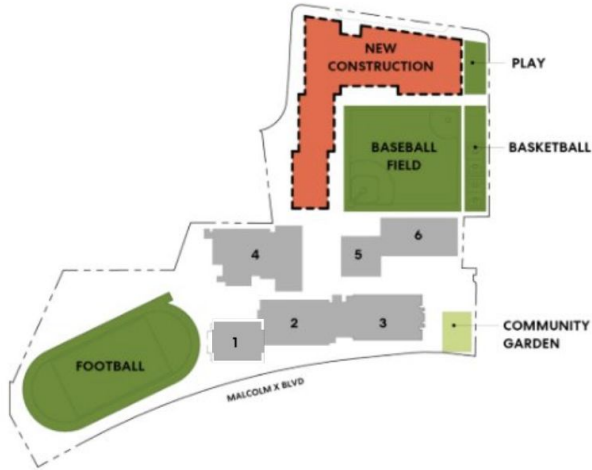 NEW
CONSTRUCTION
PLAY
BASEBALL
FIELD
BASKETBALL
6
4
5
2
3
1
COMMUNITY
GARDEN
FOOTBALL
MALCOLM X BLVD